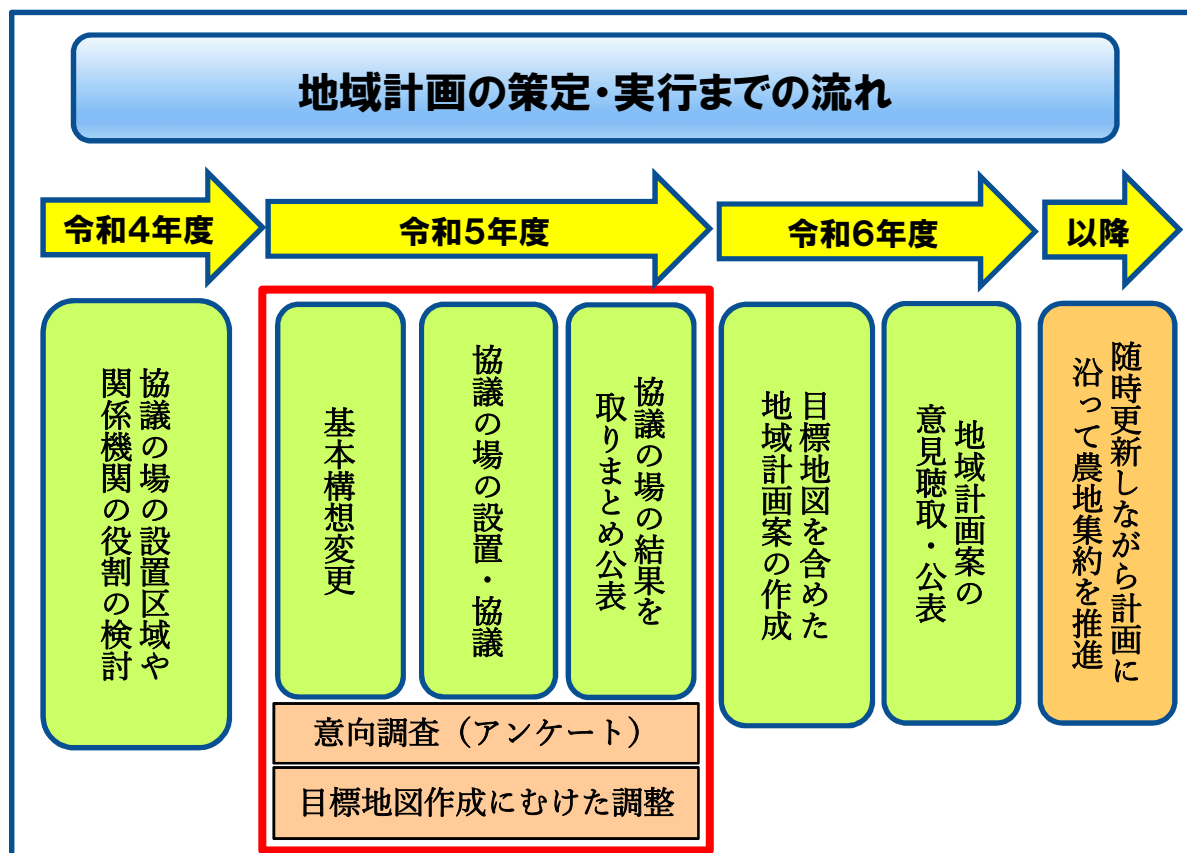 地域計画の策定・実行までの流れ
令和4年度
令和5年度
令和6年度
以降
協議の場の設置区域や
関係機関の役割の検討
基本構想変更
協議の場の設置・協議
協議の場の結果を
取りまとめ公表
目標地図を含めた
地域計画案の作成
地域計画案の
意見聴取・公表
随時更新しながら計画に
沿って農地集約を推進
意向調査（アンケート）
目標地図作成にむけた調整